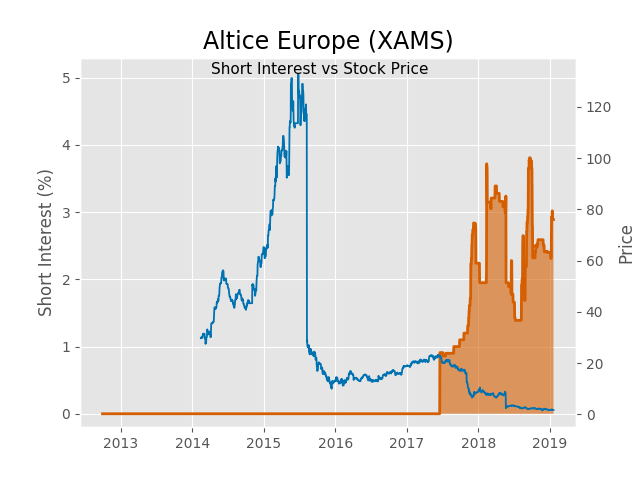 Altice Europe (XAMS)
Short Interest vs Stock Price
Short Interest (%)
5
4
3
2
1
0
120
100
80
60
40
20
0
Price
2013 2014 2015 2016 2017 2018 2019